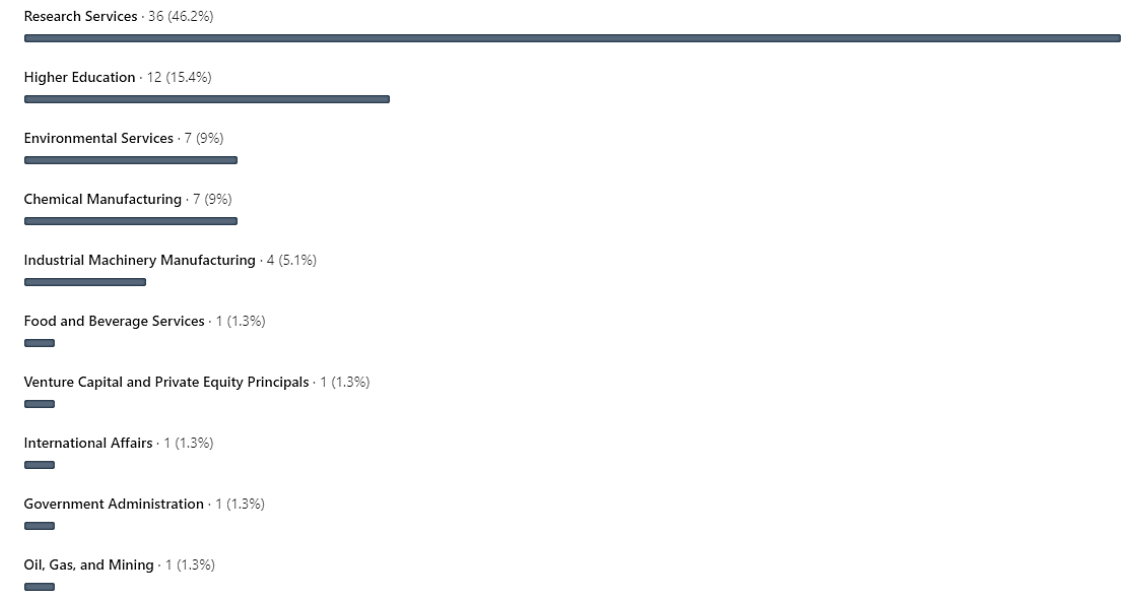 Research Services · 36 (46.2%)
Higher Education · 12 (15.4%)
Environmental Services · 7 (9%)
Chemical Manufacturing · 7 (9%)
Industrial Machinery Manufacturing · 4 (5.1%)
Food and Beverage Services · 1 (1.3%)
Venture Capital and Private Equity Principals · 1 (1.3%)
International Affairs · 1 (1.3%)
Government Administration · 1 (1.3%)
Oil, Gas, and Mining · 1 (1.3%)